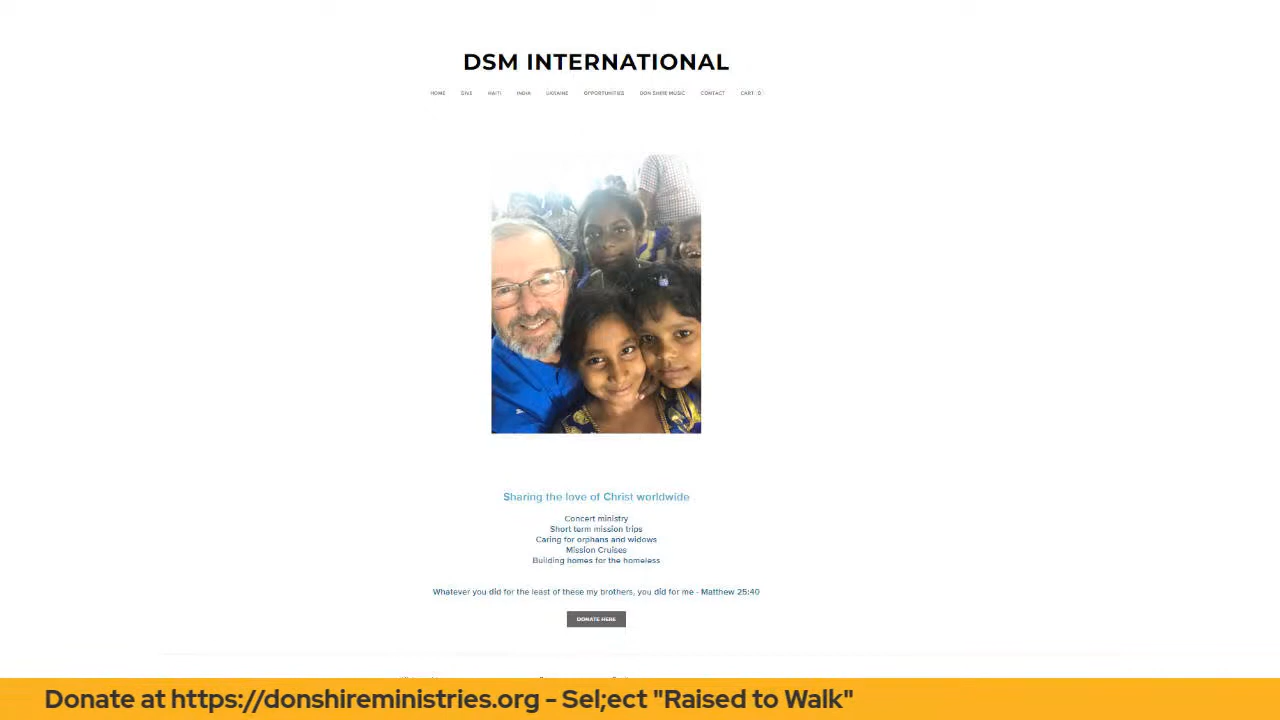 DSM INTERNATIONAL
HOME GIVE HAITI INDIA UKRAINE OPPORTUNITIES DON SHIRE MUSIC CONTACT CART 0
Sharing the love of Christ worldwide
Concert ministry
Short term mission trips
Caring for orphans and widows
Mission Cruises
Building homes for the homeless
Whatever you did for the least of these my brothers, you did for me - Matthew 25:40
DONATE HERE
Donate at https://donshireministries.org - Sel;ect "Raised to Walk"